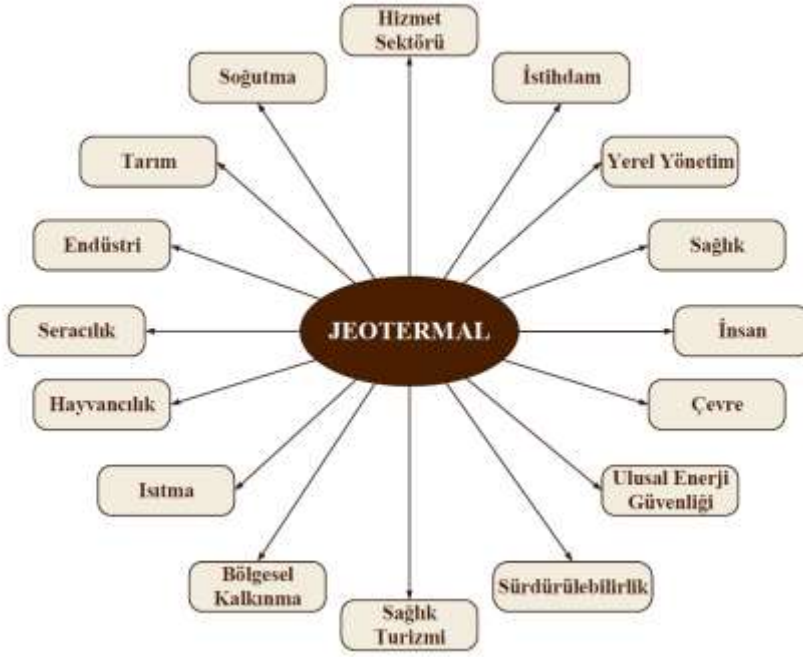 Hizmet
Sektörü
Soğutma
İstihdam
Tarım
Yerel Yönetim
Endüstri
Sağlık
Seracılık
JEOTERMAL
İnsan
Hayvancılık
Çevre
Isıtma
Ulusal Enerji
Güvenliği
Bölgesel
Kalkınma
Sürdürülebilirlik
Sağlık
Turizmi